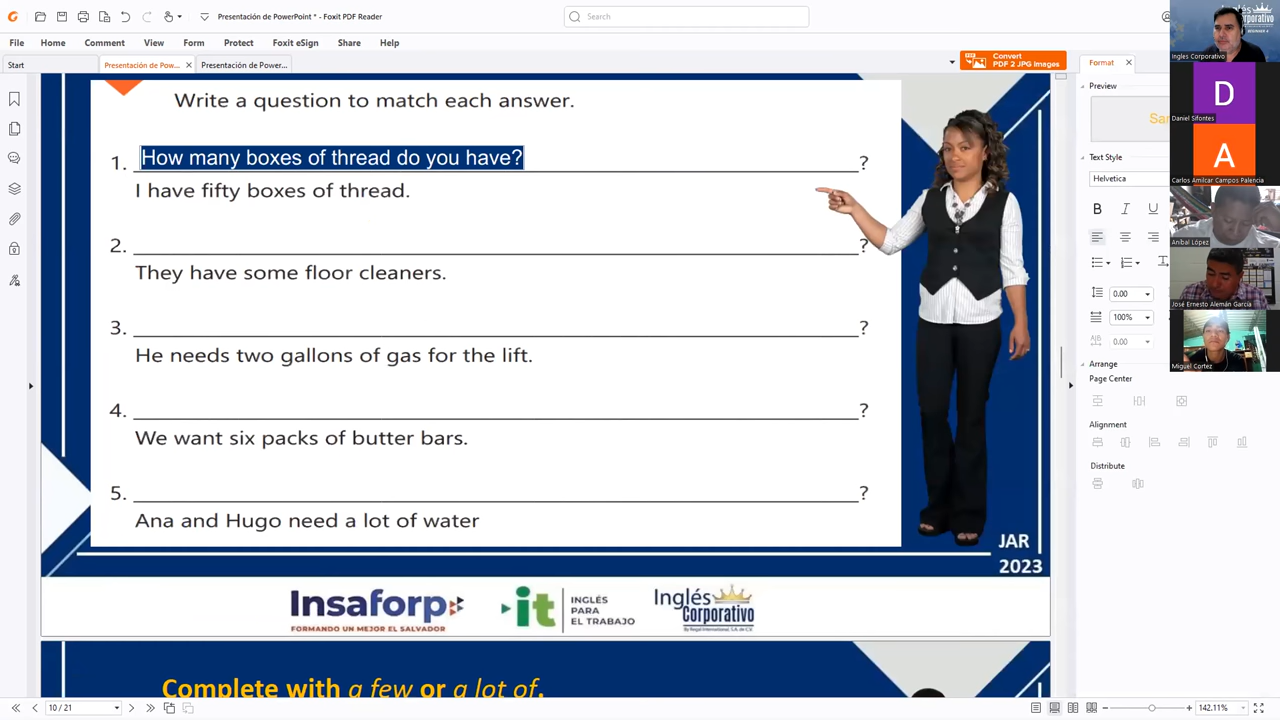 Presentación de PowerPoint * - Foxit PDF Reader
Search
File Home Comment View Form Protect Foxit eSign Share Help
Convert
PDF 2 JPG Images
Start
Presentación de Pow...
Presentación de Power...
Format
Preview
Text Style
Helvetica
B I U
0.00
100%
0.00
Arrange
Page Center
Alignment
Distribute
Write a question to match each answer.
1. How many boxes of thread do you have? ?
I have fifty boxes of thread.
2. ?
They have some floor cleaners.
3. ?
He needs two gallons of gas for the lift.
4. ?
We want six packs of butter bars.
5. ?
Ana and Hugo need a lot of water
JAR
2023
Insaforp
FORMANDO UN MEJOR EL SALVADOR
it
INGLÉS
PARA
EL TRABAJO
Inglés
Corporativo
Complete with a few or a lot of.
10 / 21
142.11%
Ingles Corporativo
D
Daniel Sifontes
A
Carlos Amilcar Campos Palencia
Anibal López
José Ernesto Alemán García
Miguel Cortez